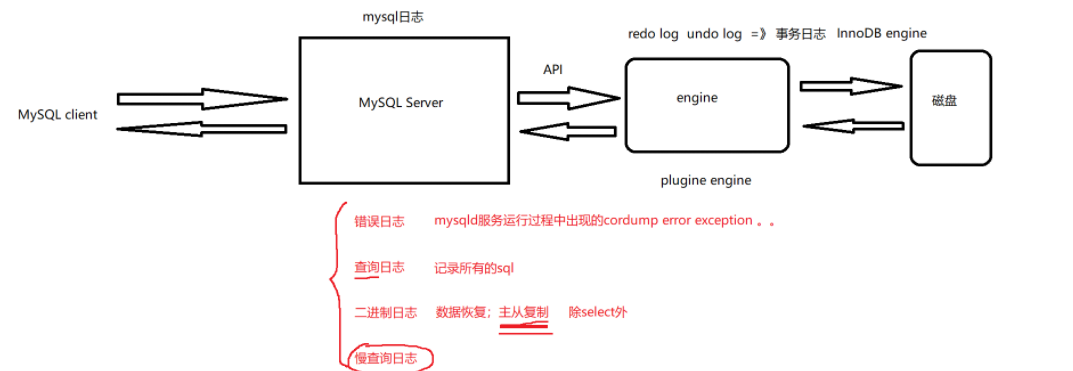 mysql日志
redo log undo log =》 事务日志 InnoDB engine
API
MySQL client
MySQL Server
engine
磁盘
plugine engine
错误日志 mysqld服务运行过程中出现的cordump error exception 。。
查询日志 记录所有的sql
二进制日志 数据恢复; 主从复制 除select外
慢查询日志